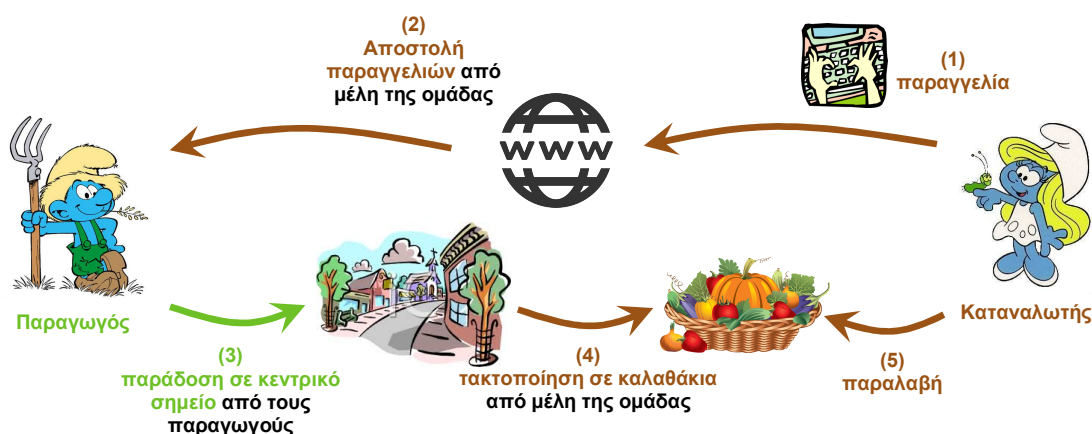 (2)
Αποστολή
παραγγελιών από
μέλη της ομάδας
(1)
παραγγελία
www
Παραγωγός
Καταναλωτής
(3)
παράδοση σε κεντρικό
σημείο από τους
παραγωγούς
(4)
τακτοποίηση σε καλαθάκια
από μέλη της ομάδας
(5)
παραλαβή